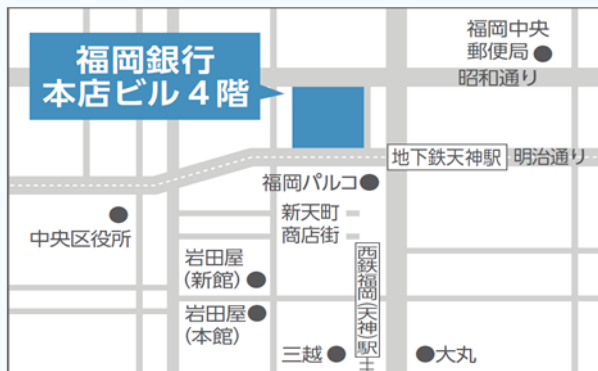 福岡中央
郵便局
福岡銀行
本店ビル4階
昭和通り
地下鉄天神駅
明治通り
福岡パルコ
新天町
商店街
中央区役所
西鉄福岡(天神)駅
岩田屋
(新館)
岩田屋
(本館)
三越
大丸